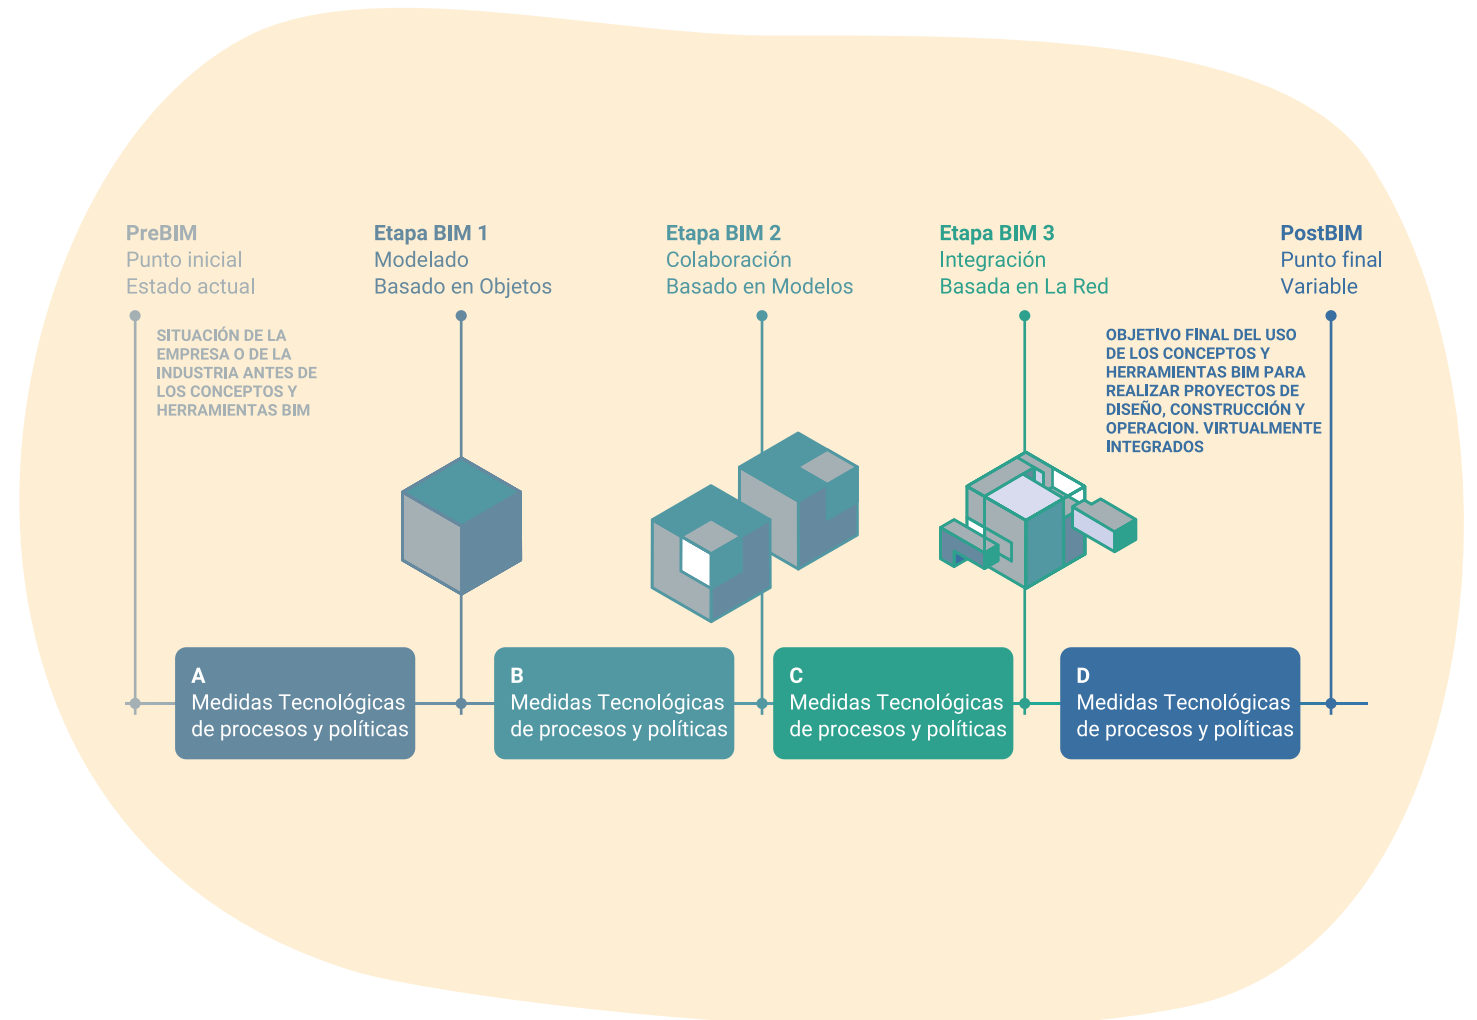 PreBIM
Punto inicial
Estado actual
SITUACIÓN DE LA
EMPRESA O DE LA
INDUSTRIA ANTES DE
LOS CONCEPTOS Y
HERRAMIENTAS BIM
Etapa BIM 1
Modelado
Basado en Objetos
Etapa BIM 2
Colaboración
Basado en Modelos
Etapa BIM 3
Integración
Basada en La Red
PostBIM
Punto final
Variable
OBJETIVO FINAL DEL USO
DE LOS CONCEPTOS Y
HERRAMIENTAS BIM PARA
REALIZAR PROYECTOS DE
DISEÑO, CONSTRUCCIÓN Y
OPERACION. VIRTUALMENTE
INTEGRADOS
A
Medidas Tecnológicas
de procesos y políticas
B
Medidas Tecnológicas
de procesos y políticas
C
Medidas Tecnológicas
de procesos y políticas
D
Medidas Tecnológicas
de procesos y políticas